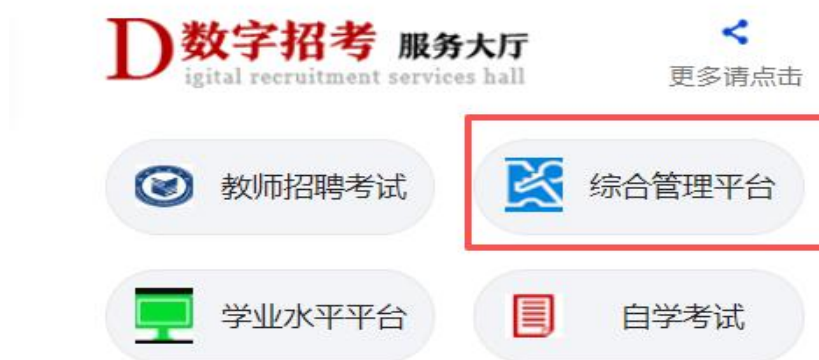 D数字招考 服务大厅
igital recruitment services hall
更多请点击
教师招聘考试
综合管理平台
学业水平平台
自学考试